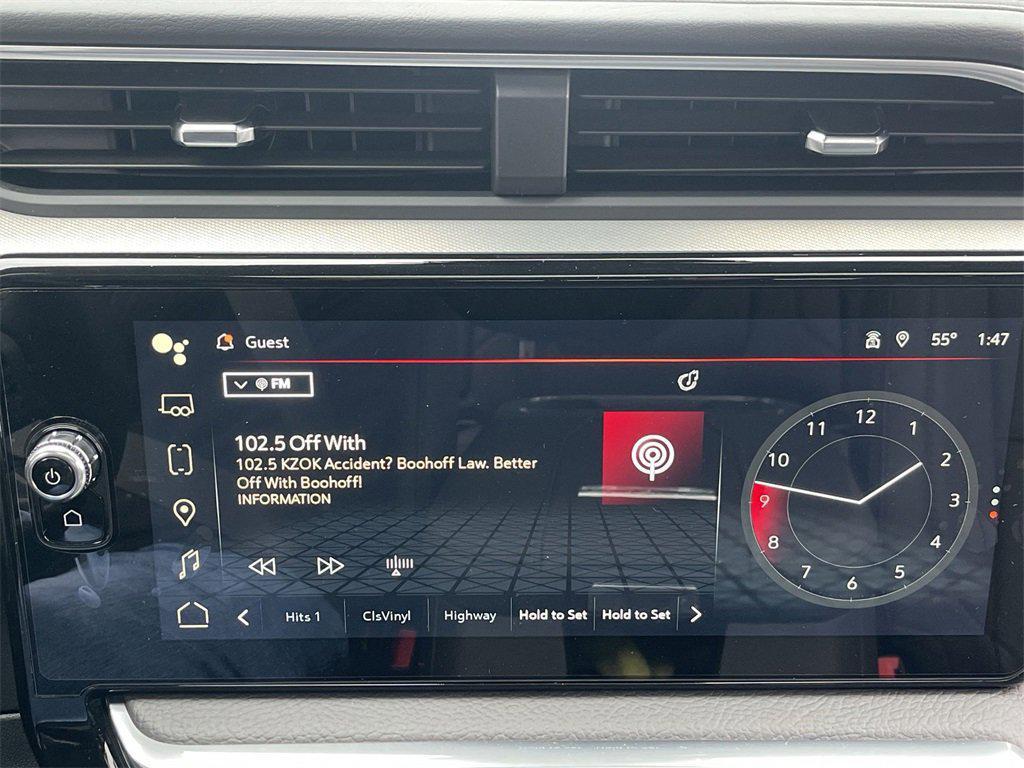 Guest
55° 1:47
FM
102.5 Off With
102.5 KZOK Accident? Boohoff Law. Better
Off With Boohoff!
INFORMATION
12
1
2
3
4
5
6
7
8
9
10
11
Hits 1 ClsVinyl Highway Hold to Set Hold to Set